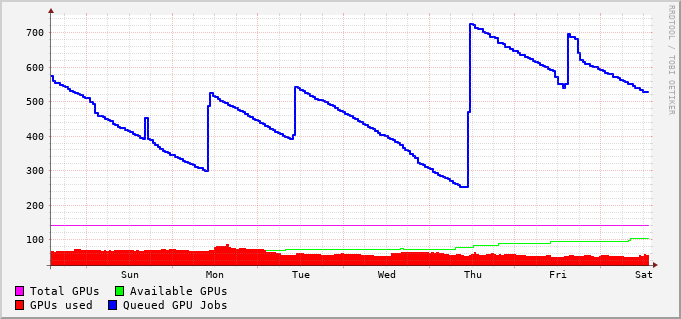 700
600
500
400
300
200
100
Sun Mon Tue Wed Thu Fri Sat
Total GPUs Available GPUs
GPUs used Queued GPU Jobs
RRDTOOL / TOBI OETIKER